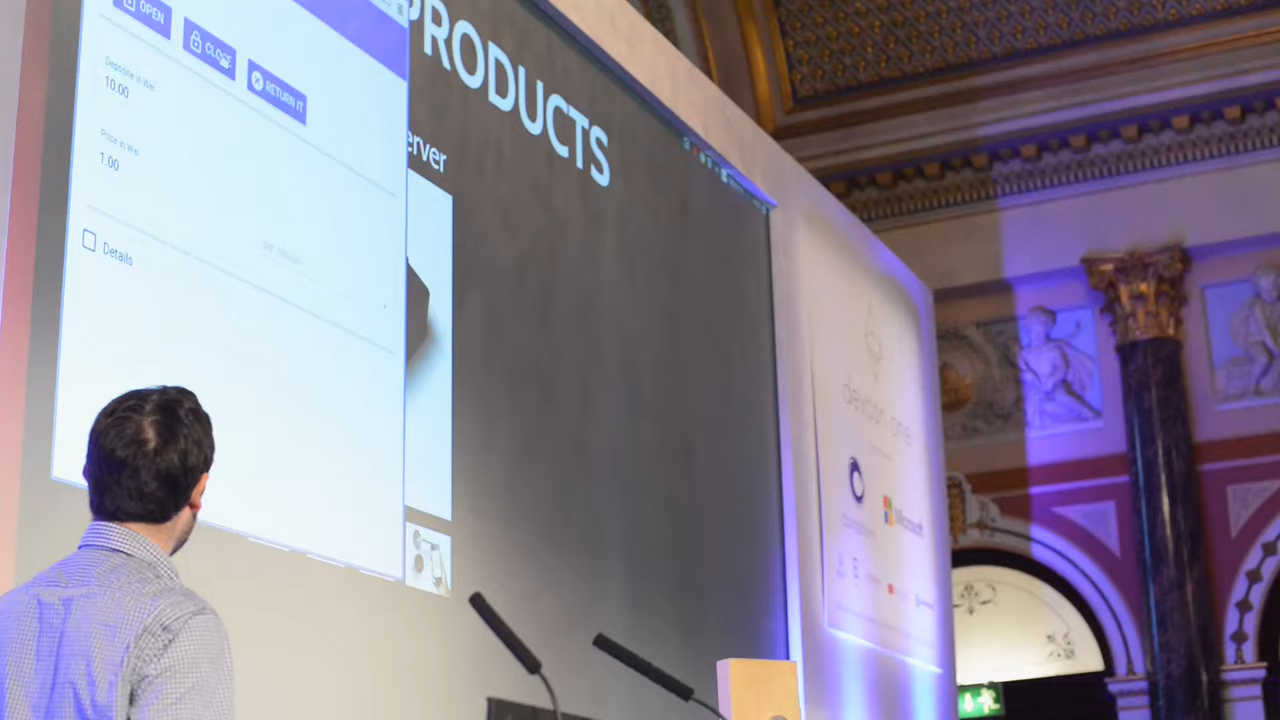 OPEN
CLOSE
RETURN IT
Deposite in Wei
10.00
Price in Wei
1.00
Details
PRODUCTS
erver
devcon one
Microsoft